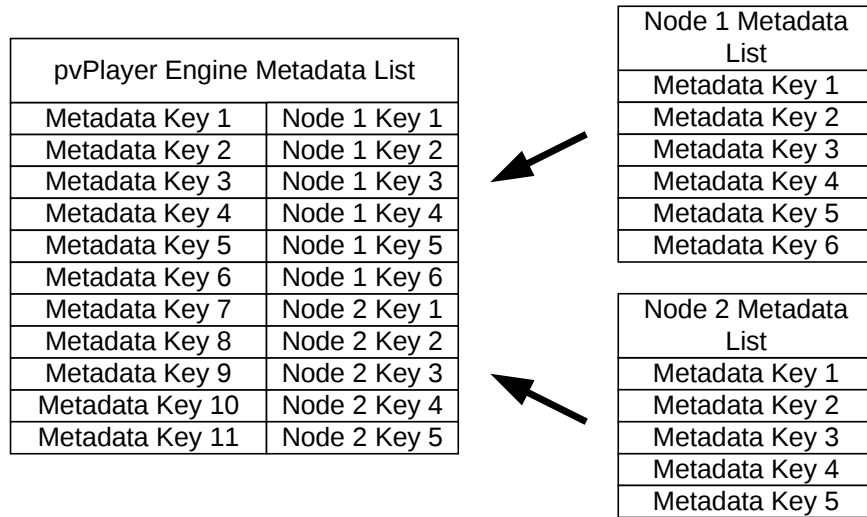 pvPlayer Engine Metadata List
Metadata Key 1 Node 1 Key 1
Metadata Key 2 Node 1 Key 2
Metadata Key 3 Node 1 Key 3
Metadata Key 4 Node 1 Key 4
Metadata Key 5 Node 1 Key 5
Metadata Key 6 Node 1 Key 6
Metadata Key 7 Node 2 Key 1
Metadata Key 8 Node 2 Key 2
Metadata Key 9 Node 2 Key 3
Metadata Key 10 Node 2 Key 4
Metadata Key 11 Node 2 Key 5
Node 1 Metadata
List
Metadata Key 1
Metadata Key 2
Metadata Key 3
Metadata Key 4
Metadata Key 5
Metadata Key 6
Node 2 Metadata
List
Metadata Key 1
Metadata Key 2
Metadata Key 3
Metadata Key 4
Metadata Key 5